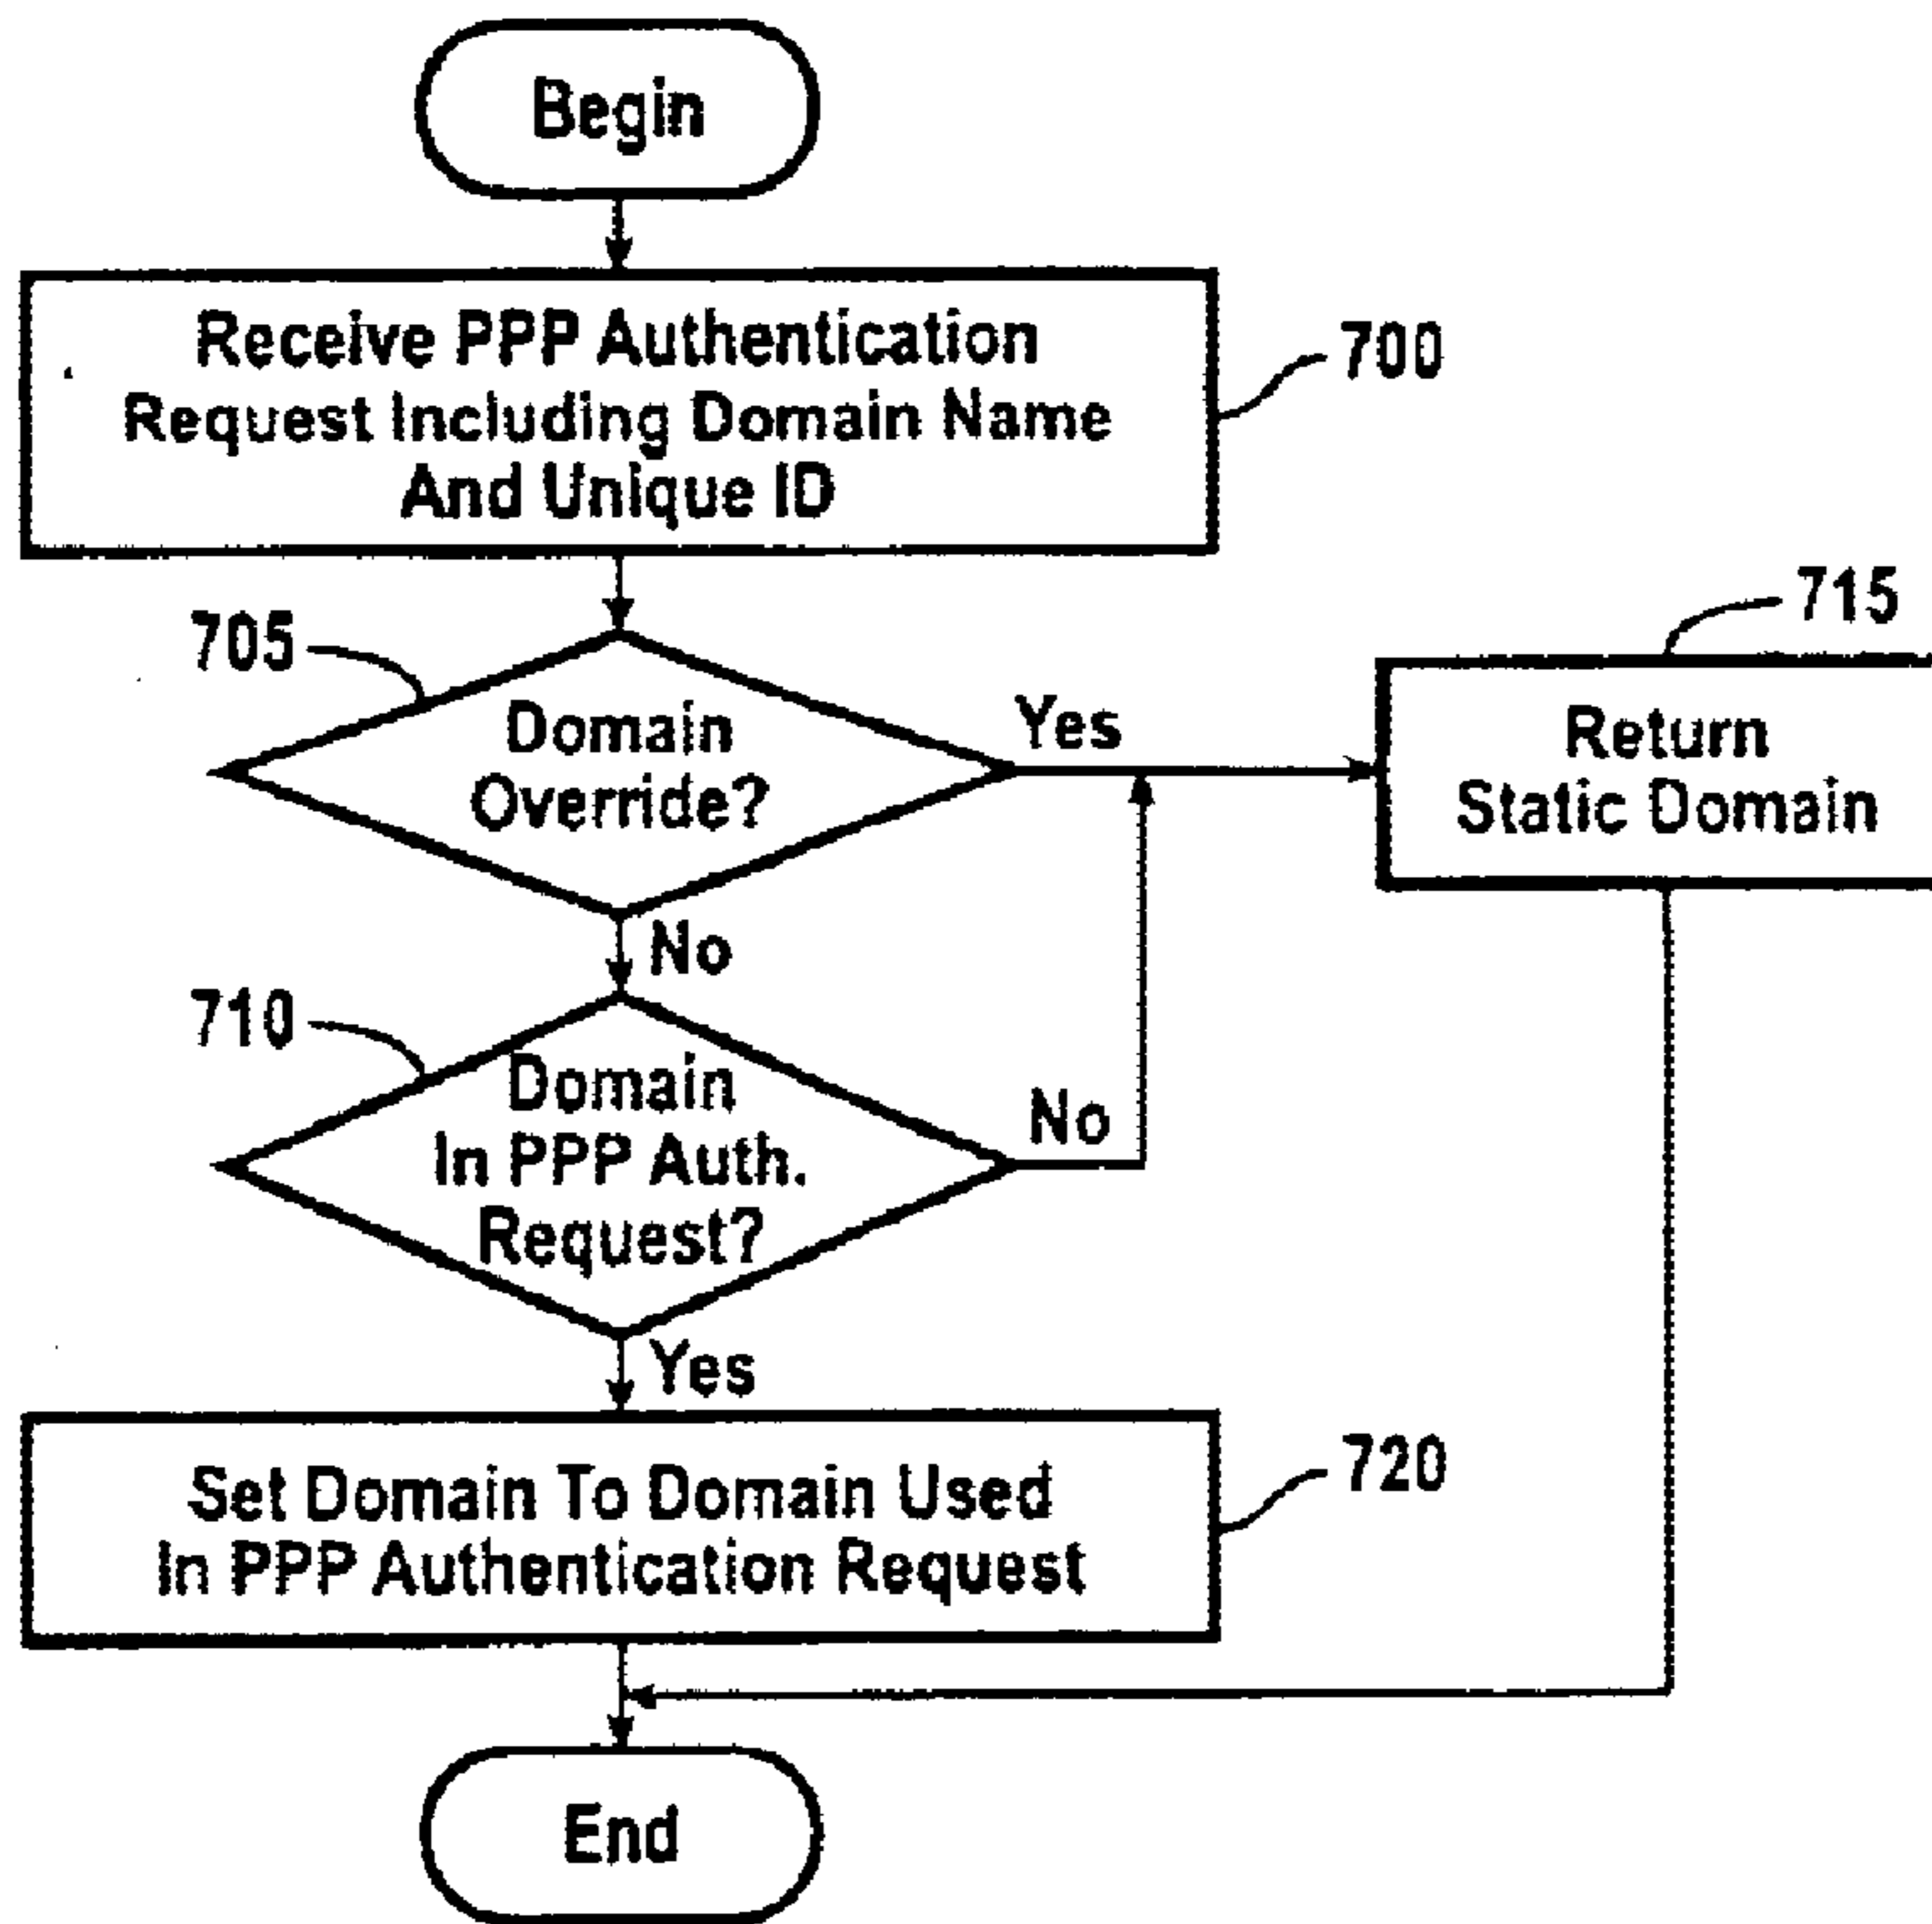 Begin
Receive PPP Authentication
Request Including Domain Name
And Unique ID
700
705
Domain
Override?
Yes
715
Return
Static Domain
No
710
Domain
In PPP Auth.
Request?
No
Yes
Set Domain To Domain Used
In PPP Authentication Request
720
End